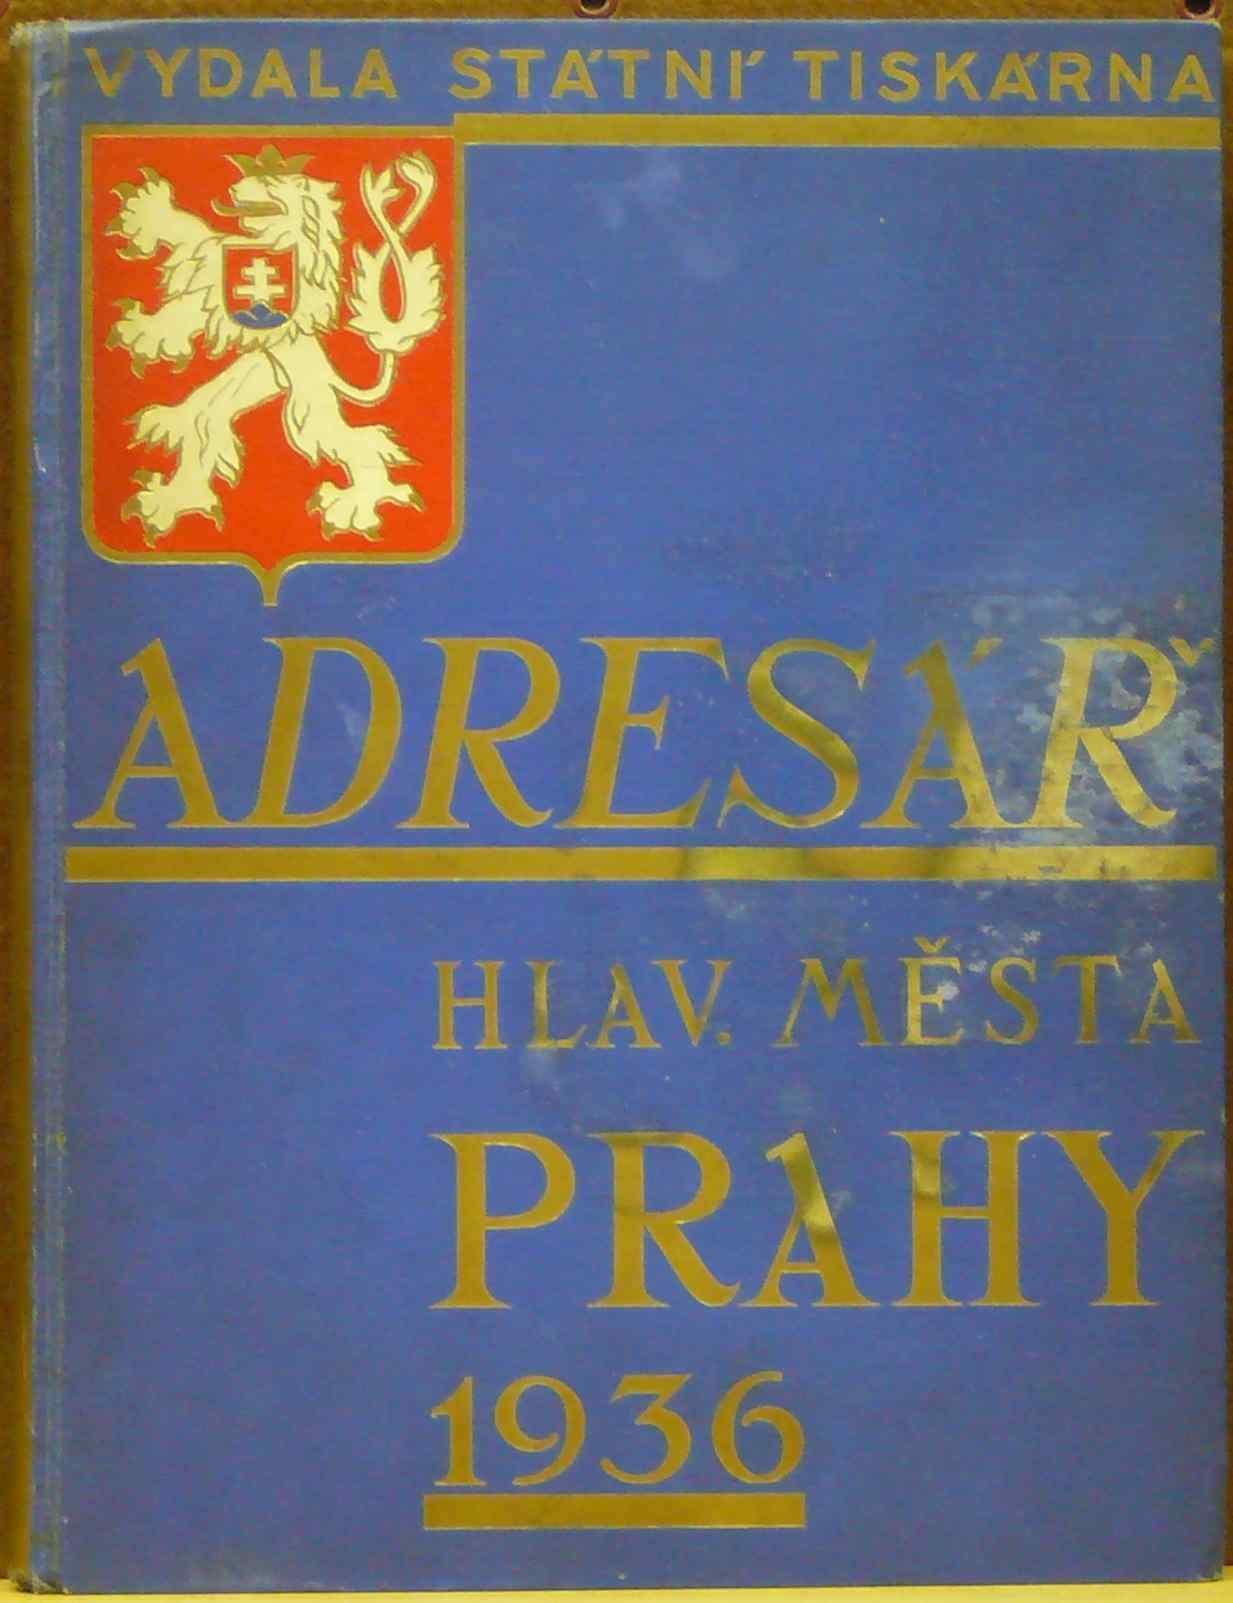 VYDALA STÁTNÍ TISKÁRNA
ADRESÁŘ
HLAV. MĚSTA
PRAHY
1936